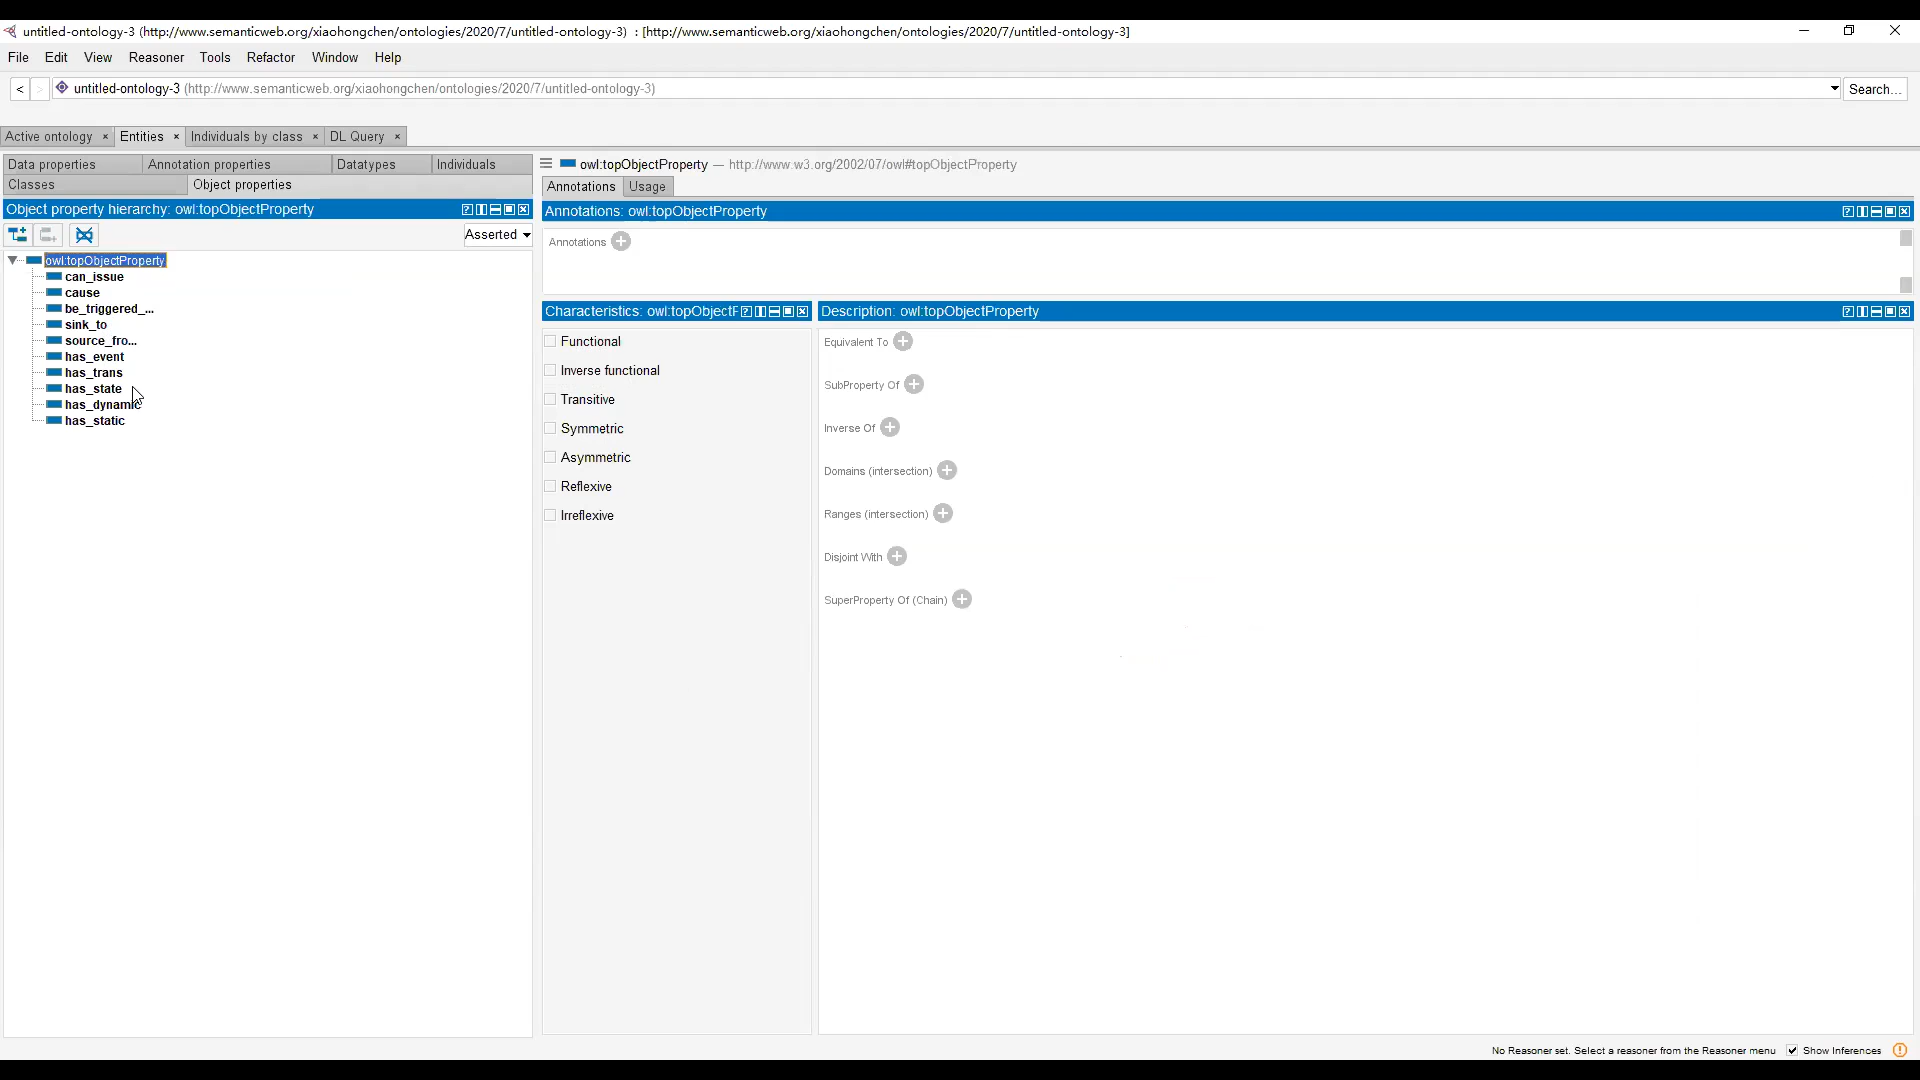 untitled-ontology-3 (http://www.semanticweb.org/xiaohongchen/ontologies/2020/7/untitled-ontology-3) : [http://www.semanticweb.org/xiaohongchen/ontologies/2020/7/untitled-ontology-3]
File Edit View Reasoner Tools Refactor Window Help
< > untitled-ontology-3 (http://www.semanticweb.org/xiaohongchen/ontologies/2020/7/untitled-ontology-3) Search...
Active ontology × Entities × Individuals by class × DL Query ×
Data properties Annotation properties Datatypes Individuals
Classes Object properties
Object property hierarchy: owl:topObjectProperty
Asserted
owl:topObjectProperty
can_issue
cause
be_triggered_...
sink_to
source_fro...
has_event
has_trans
has_state
has_dynamic
has_static
owl:topObjectProperty — http://www.w3.org/2002/07/owl#topObjectProperty
Annotations Usage
Annotations: owl:topObjectProperty
Annotations
Characteristics: owl:topObjectF
Functional
Inverse functional
Transitive
Symmetric
Asymmetric
Reflexive
Irreflexive
Description: owl:topObjectProperty
Equivalent To
SubProperty Of
Inverse Of
Domains (intersection)
Ranges (intersection)
Disjoint With
SuperProperty Of (Chain)
No Reasoner set. Select a reasoner from the Reasoner menu Show Inferences